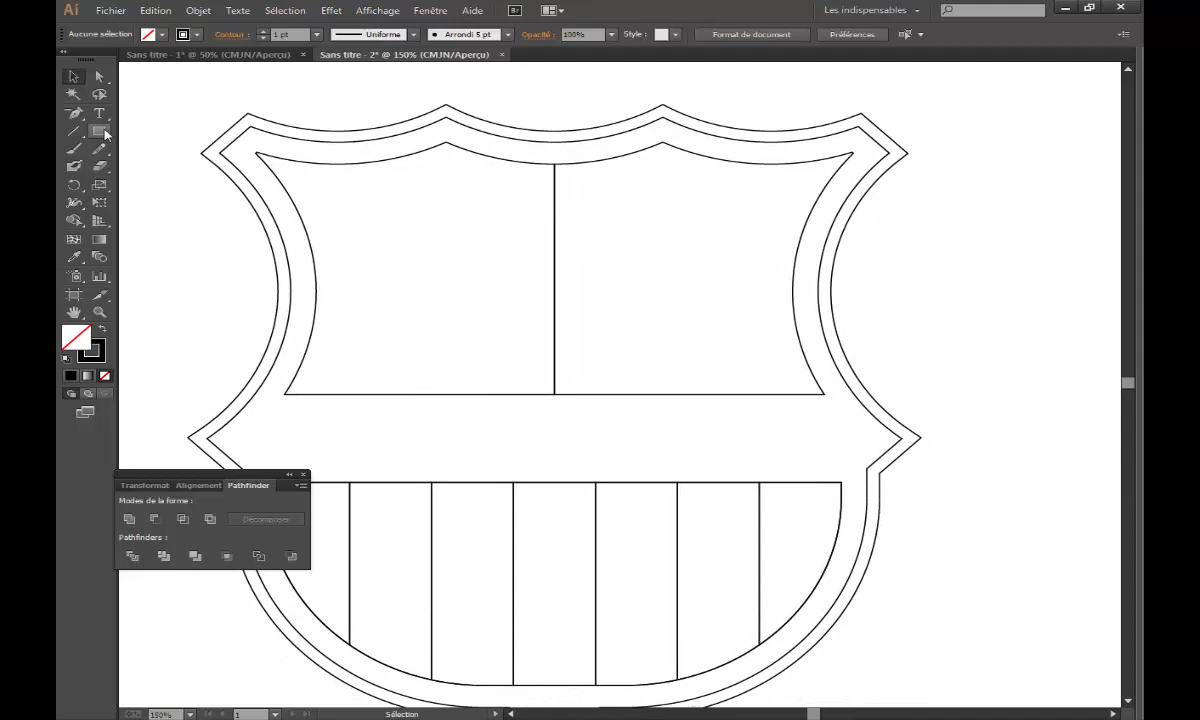 Ai Fichier Edition Objet Texte Sélection Effet Affichage Fenêtre Aide Br Les indispensables
Aucune sélection Contour : 1 pt Uniforme Arrondi 5 pt Opacité : 100% Style : Format de document Préférences
Sans titre - 1* @ 50% (CMJN/Aperçu) × Sans titre - 2* @ 150% (CMJN/Aperçu) ×
T
Transformat Alignement Pathfinder
Modes de la forme :
Décomposer
Pathfinders :
150% 1 Sélection